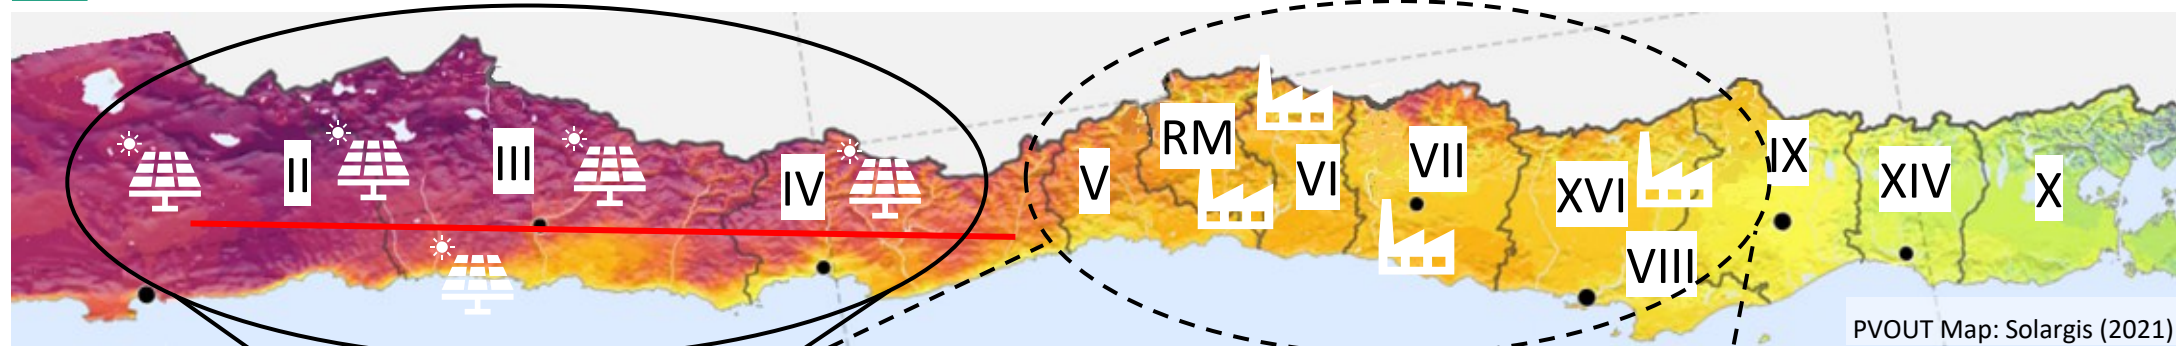 II
III
IV
V
RM
VI
VII
XVI
VIII
IX
XIV
X
PVOUT Map: Solargis (2021)